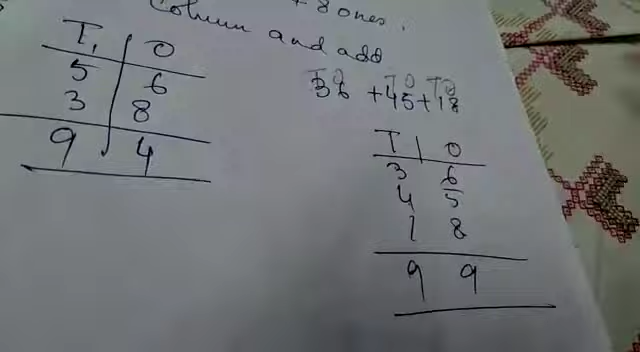 + 8 ones.
Column and add
T O
1
5 6
3 8
9 4
T O T O T O
36 +45+18
T O
3 6
4 5
1 8
9 9